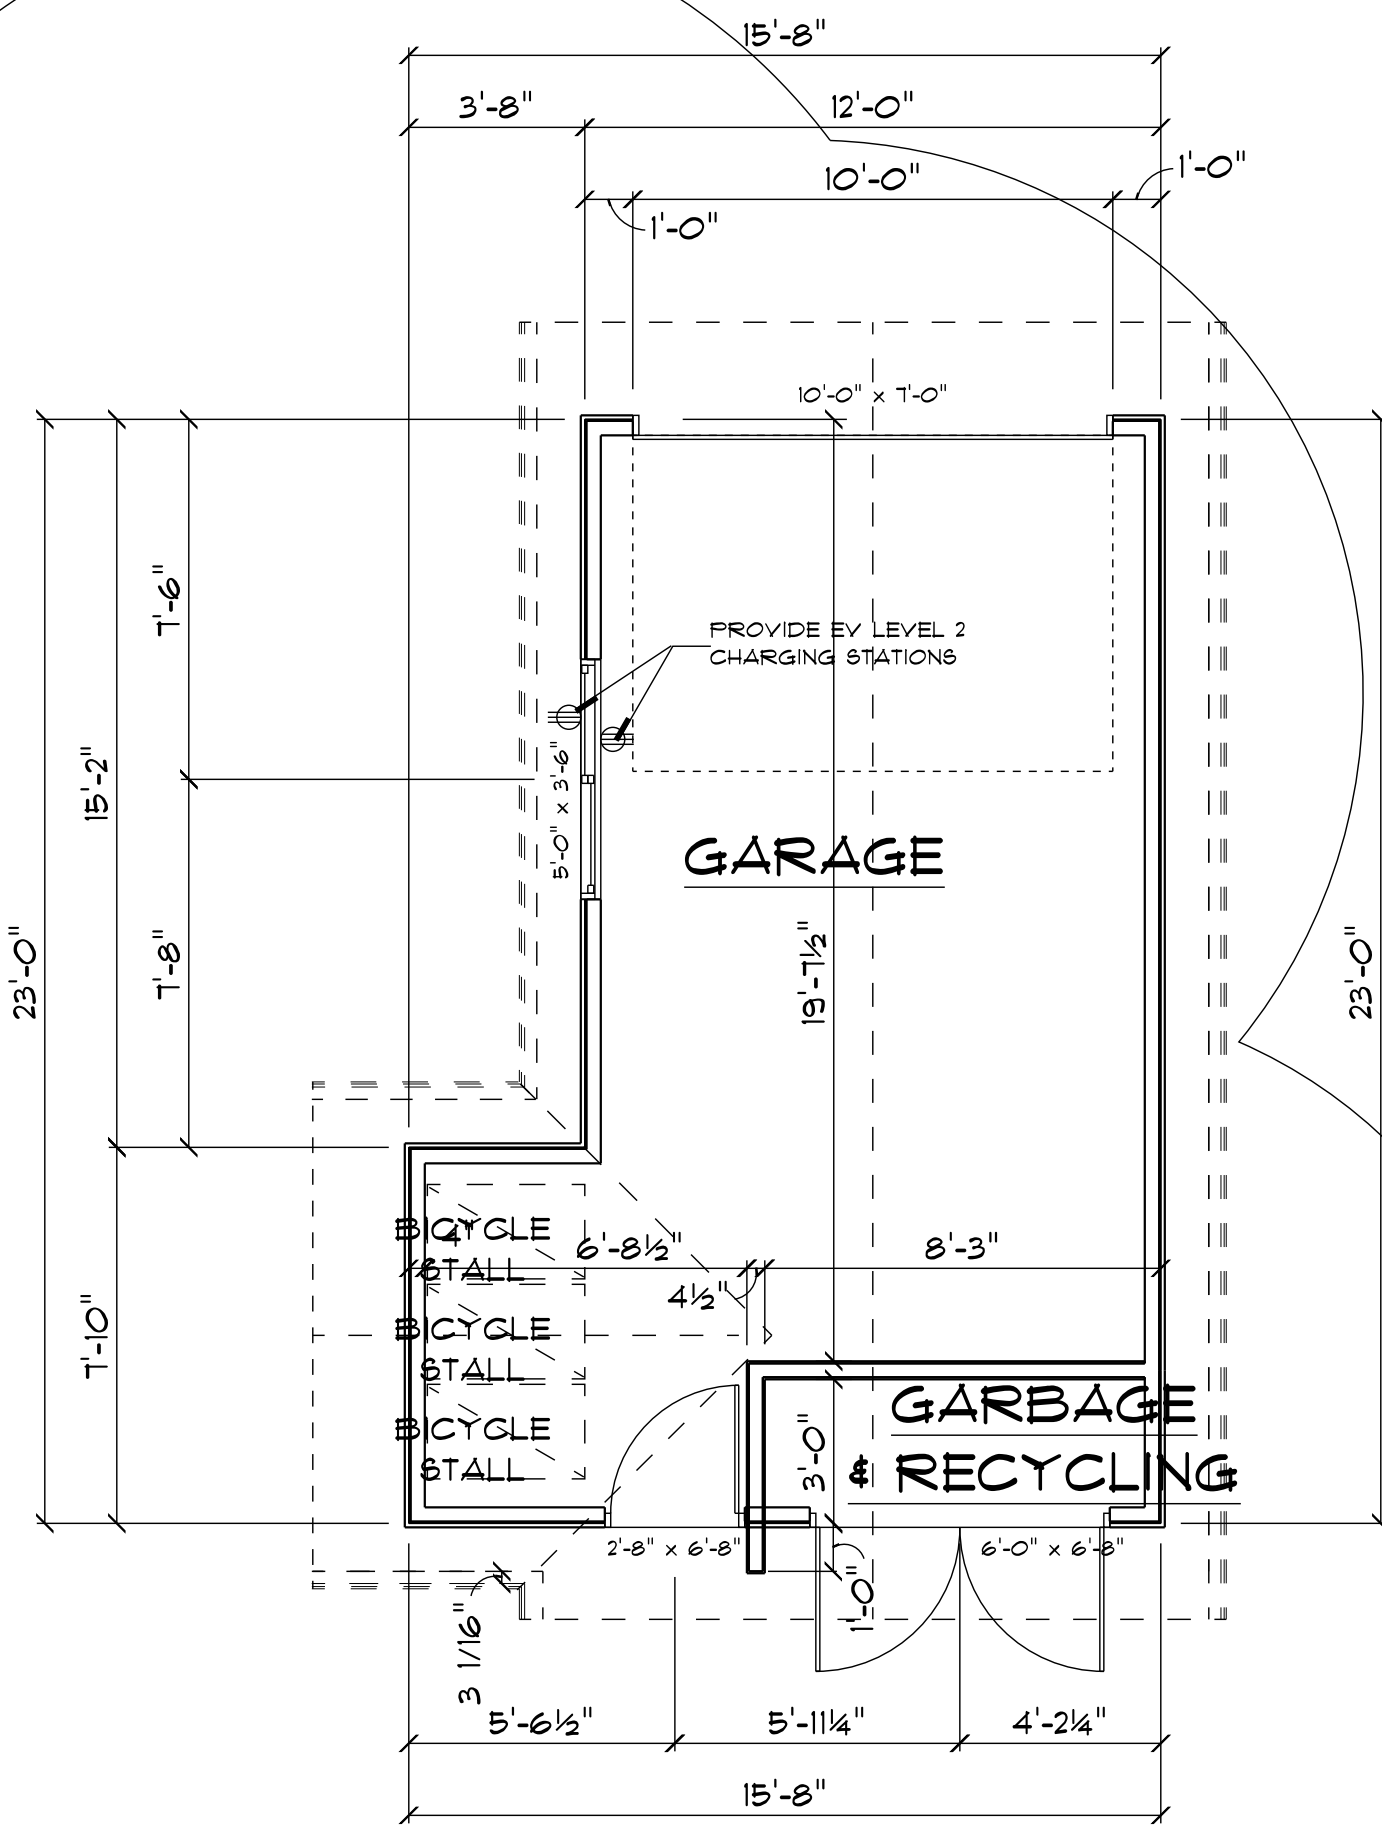 15'-8"
3'-8"
12'-0"
10'-0"
1'-0"
1'-0"
10'-0" x 7'-0"
7'-6"
PROVIDE EV LEVEL 2
CHARGING STATIONS
15'-2"
5'-0" x 3'-6"
GARAGE
23'-0"
7'-8"
19'-7½"
23'-0"
BICYCLE
STALL
4"
6'-8½"
8'-3"
4½"
BICYCLE
STALL
7'-10"
BICYCLE
STALL
GARBAGE
& RECYCLING
3'-0"
2'-8" x 6'-8"
6'-0" x 6'-8"
1'-0"
3 1/16"
5'-6½"
5'-11¼"
4'-2¼"
15'-8"